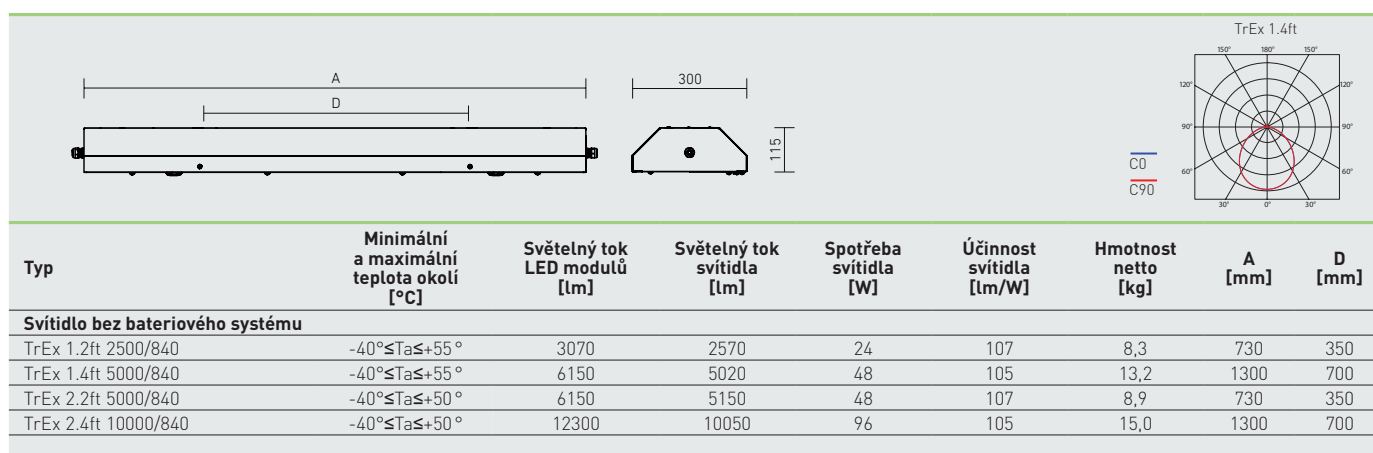 TrEx 1.4ft
150° 180° 150°
A
300
120° 120°
D
90° 90°
115
C0
60° 60°
C90
30° 0° 30°
Typ
Minimální
a maximální
teplota okolí
[°C]
Světelný tok
LED modulů
[lm]
Světelný tok
svítidla
[lm]
Spotřeba
svítidla
[W]
Účinnost
svítidla
[lm/W]
Hmotnost
netto
[kg]
A
[mm]
D
[mm]
Svítidlo bez bateriového systému
TrEx 1.2ft 2500/840 -40°≤Ta≤+55° 3070 2570 24 107 8,3 730 350
TrEx 1.4ft 5000/840 -40°≤Ta≤+55° 6150 5020 48 105 13,2 1300 700
TrEx 2.2ft 5000/840 -40°≤Ta≤+50° 6150 5150 48 107 8,9 730 350
TrEx 2.4ft 10000/840 -40°≤Ta≤+50° 12300 10050 96 105 15,0 1300 700